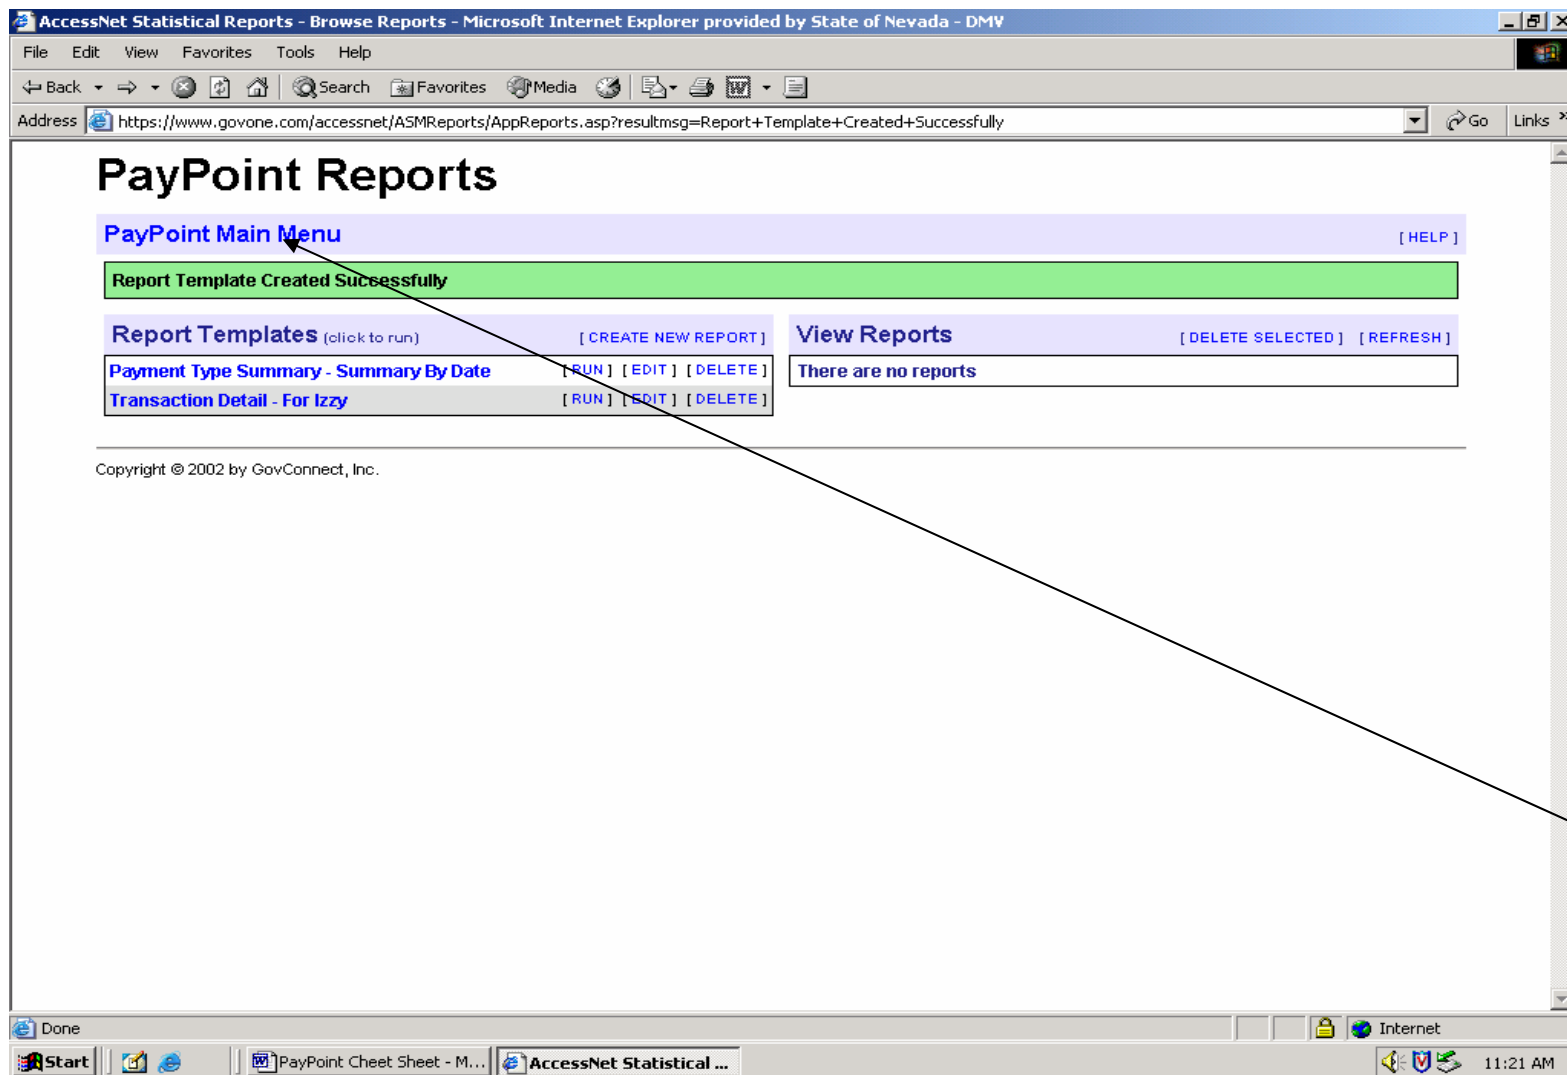 AccessNet Statistical Reports - Browse Reports - Microsoft Internet Explorer provided by State of Nevada - DMV
File Edit View Favorites Tools Help
Back Search Favorites Media
Address https://www.govone.com/accessnet/ASMReports/AppReports.asp?resultmsg=Report+Template+Created+Successfully Go Links »
PayPoint Reports
PayPoint Main Menu [ HELP ]
Report Template Created Successfully
Report Templates (click to run) [ CREATE NEW REPORT ]
Payment Type Summary - Summary By Date [ RUN ] [ EDIT ] [ DELETE ]
Transaction Detail - For Izzy [ RUN ] [ EDIT ] [ DELETE ]
View Reports [ DELETE SELECTED ] [ REFRESH ]
There are no reports
Copyright © 2002 by GovConnect, Inc.
Done Internet
Start PayPoint Cheet Sheet - M... AccessNet Statistical ... 11:21 AM